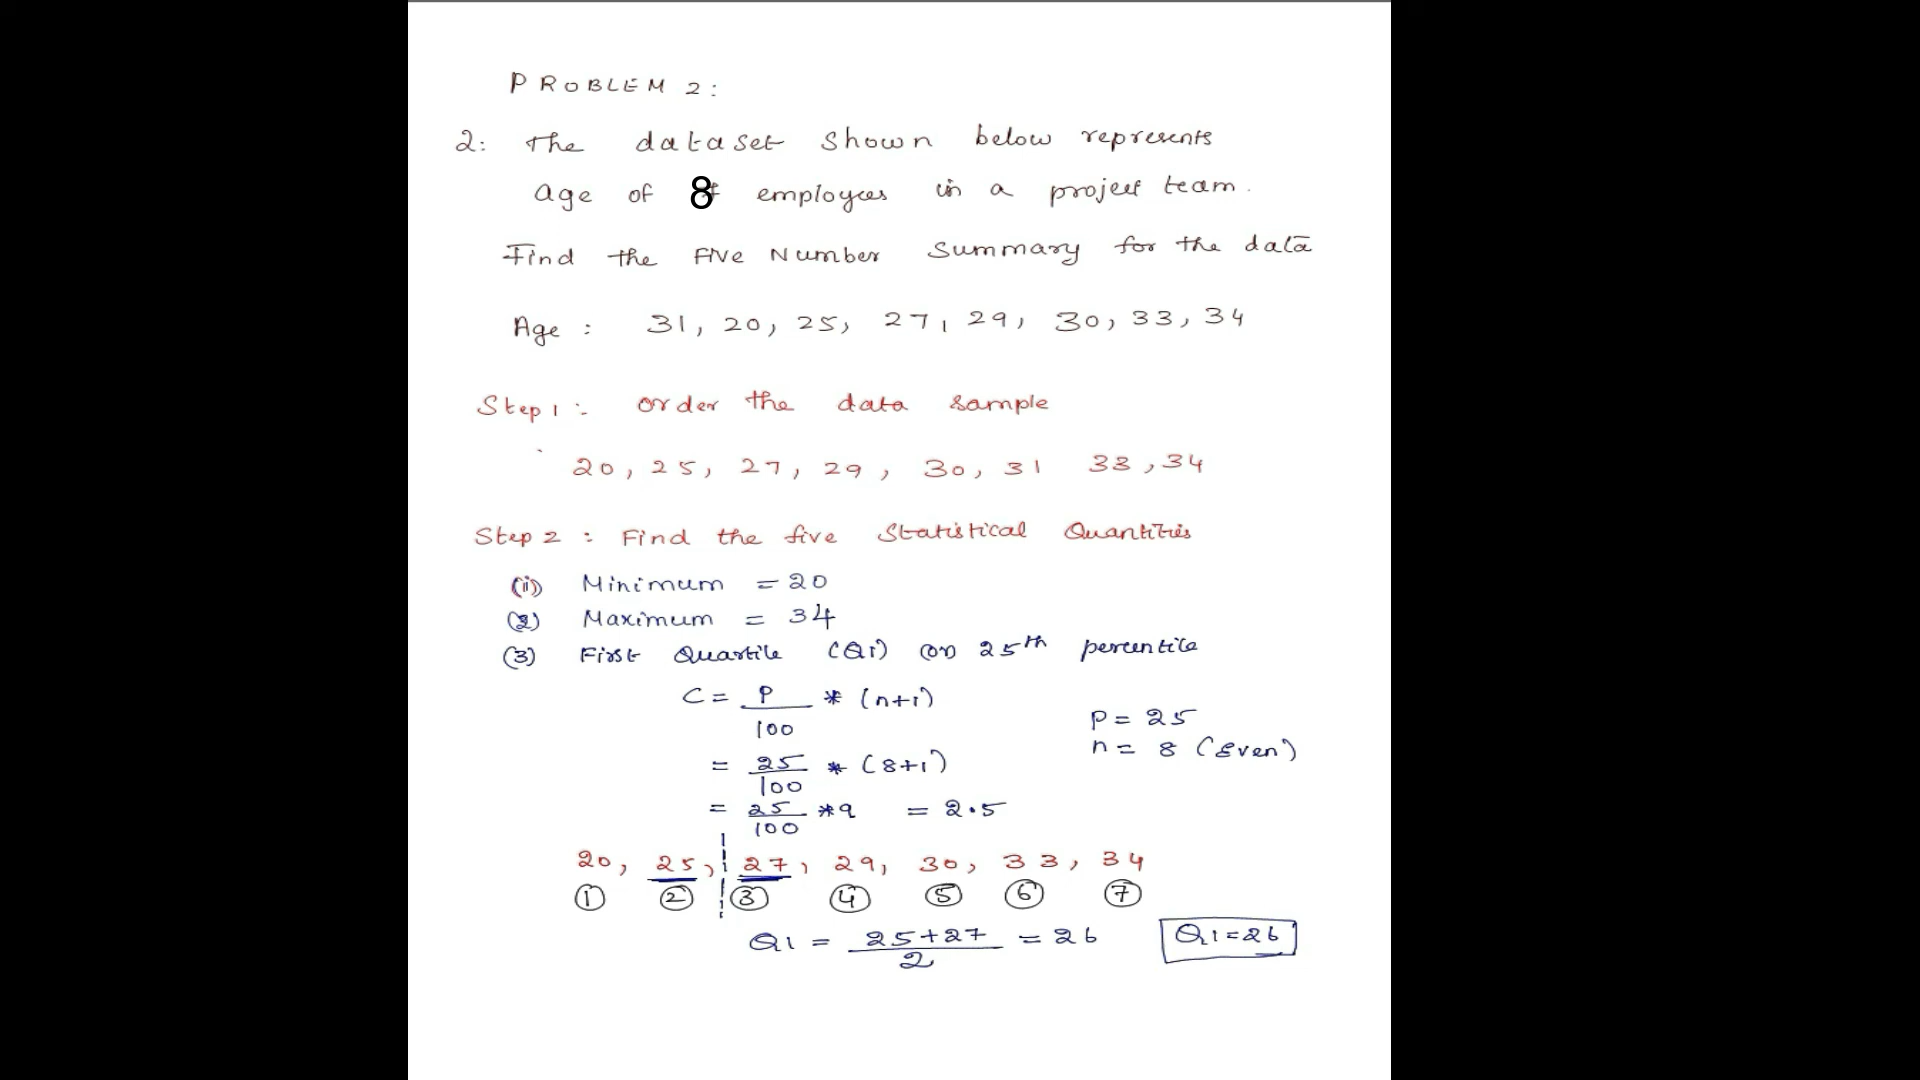 PROBLEM 2:
2: The dataset shown below represents
age of 8 employees in a project team.
Find the Five Number Summary for the data
Age : 31, 20, 25, 27, 29, 30, 33, 34
Step 1 : Order the data sample
20, 25, 27, 29, 30, 31 33, 34
Step 2 : Find the five Statistical Quantities
(i) Minimum = 20
(2) Maximum = 34
(3) First Quartile (Q1) (or) 25th percentile
C = P/100 * (n+1)
P = 25
= 25/100 * (8+1)
n = 8 (Even)
= 25/100 * 9 = 2.5
20, 25, 27, 29, 30, 33, 34
1 2 3 4 5 6 7
Q1 = 25+27/2 = 26 Q1 = 26